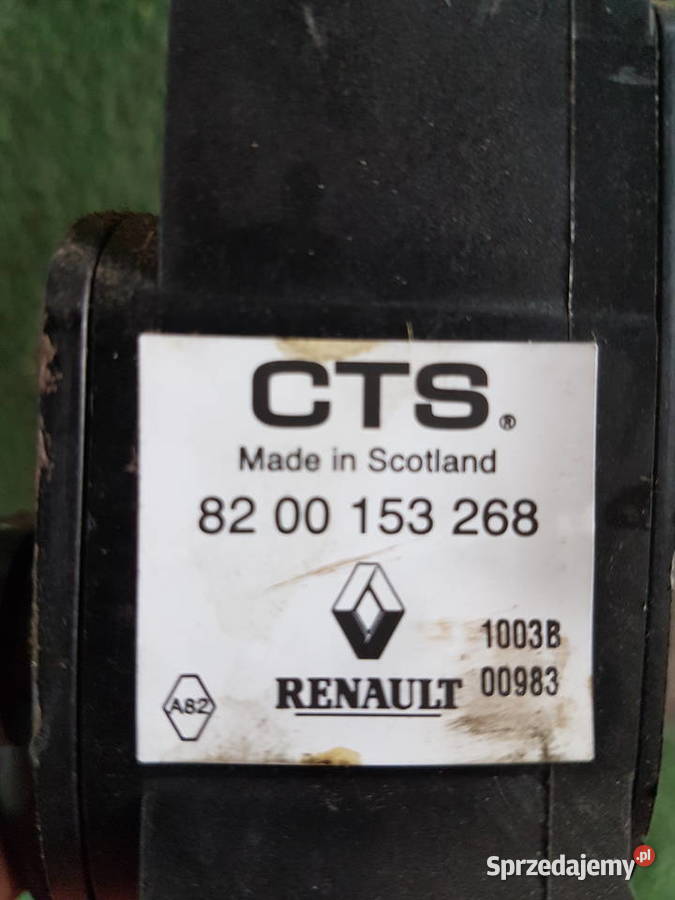 CTS®
Made in Scotland
82 00 153 268
1003B
RENAULT 00983
A82
Sprzedajemy.pl